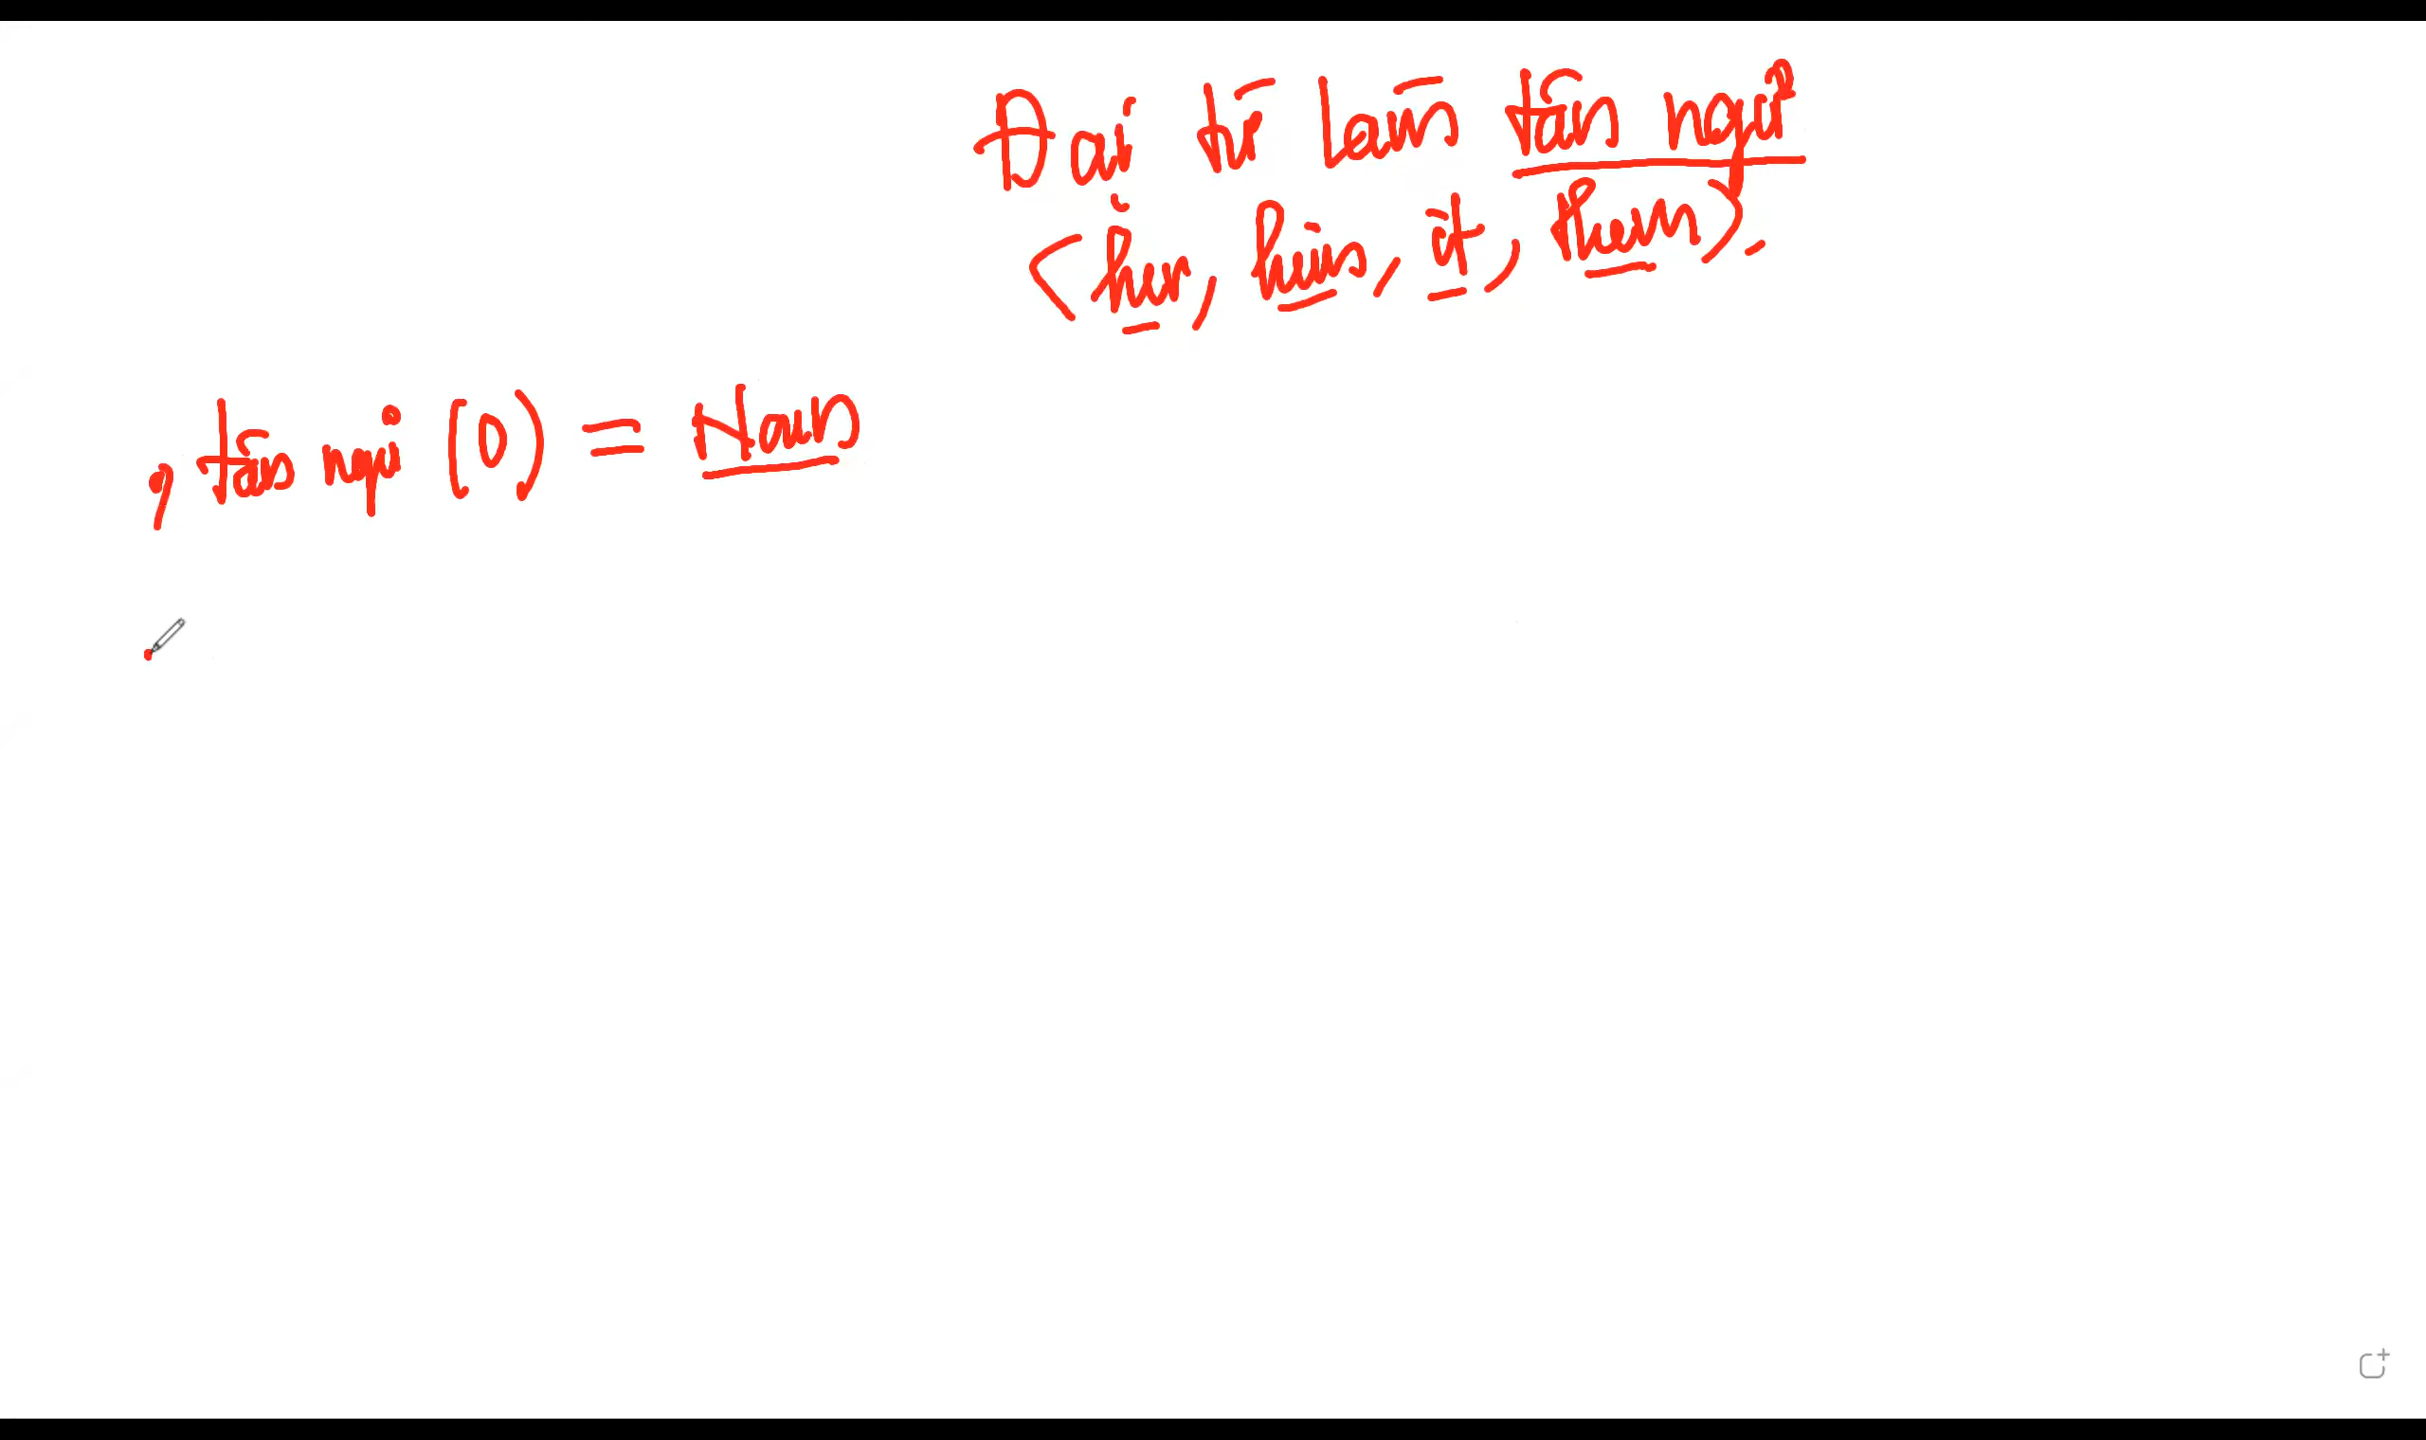 Đại từ làm tân ngữ
(her, him, it, them).
, tân ngữ (O) = Noun